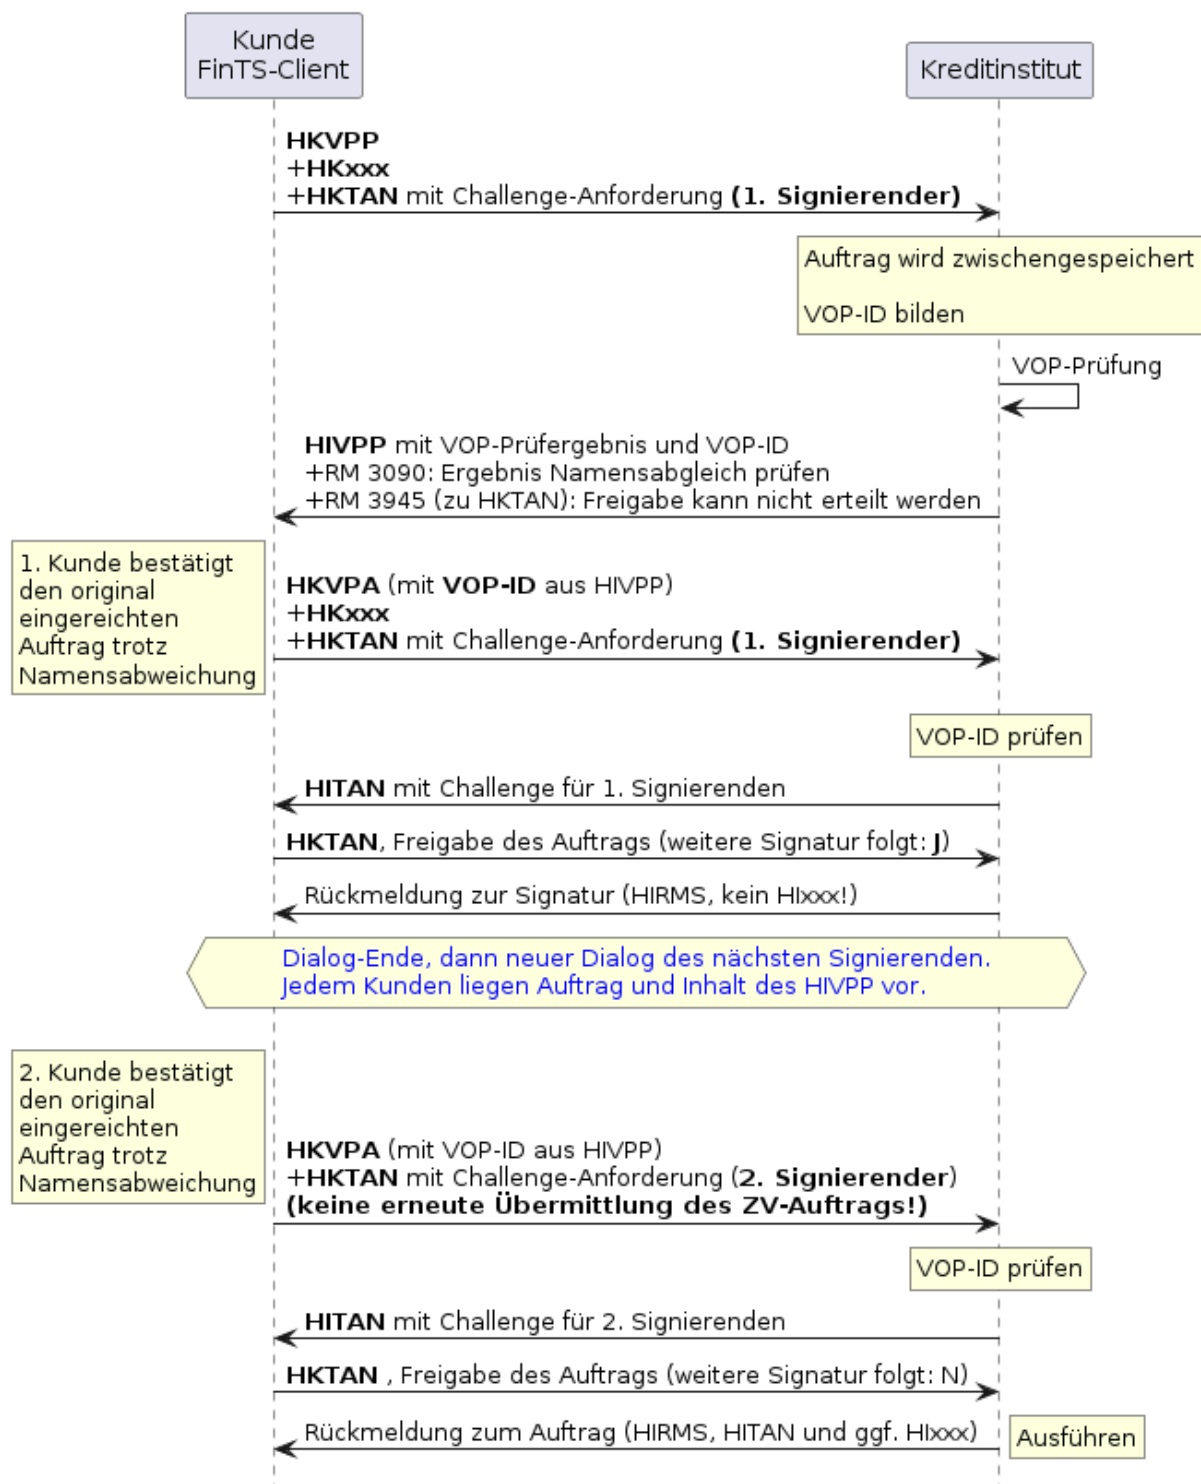 Kunde
FinTS-Client
Kreditinstitut
HKVPP
+HKxxx
+HKTAN mit Challenge-Anforderung (1. Signierender)
Auftrag wird zwischengespeichert
VOP-ID bilden
VOP-Prüfung
HIVPP mit VOP-Prüfergebnis und VOP-ID
+RM 3090: Ergebnis Namensabgleich prüfen
+RM 3945 (zu HKTAN): Freigabe kann nicht erteilt werden
1. Kunde bestätigt
den original
eingereichten
Auftrag trotz
Namensabweichung
HKVPA (mit VOP-ID aus HIVPP)
+HKxxx
+HKTAN mit Challenge-Anforderung (1. Signierender)
VOP-ID prüfen
HITAN mit Challenge für 1. Signierenden
HKTAN, Freigabe des Auftrags (weitere Signatur folgt: J)
Rückmeldung zur Signatur (HIRMS, kein HIxxx!)
Dialog-Ende, dann neuer Dialog des nächsten Signierenden.
Jedem Kunden liegen Auftrag und Inhalt des HIVPP vor.
2. Kunde bestätigt
den original
eingereichten
Auftrag trotz
Namensabweichung
HKVPA (mit VOP-ID aus HIVPP)
+HKTAN mit Challenge-Anforderung (2. Signierender)
(keine erneute Übermittlung des ZV-Auftrags!)
VOP-ID prüfen
HITAN mit Challenge für 2. Signierenden
HKTAN , Freigabe des Auftrags (weitere Signatur folgt: N)
Rückmeldung zum Auftrag (HIRMS, HITAN und ggf. HIxxx)
Ausführen